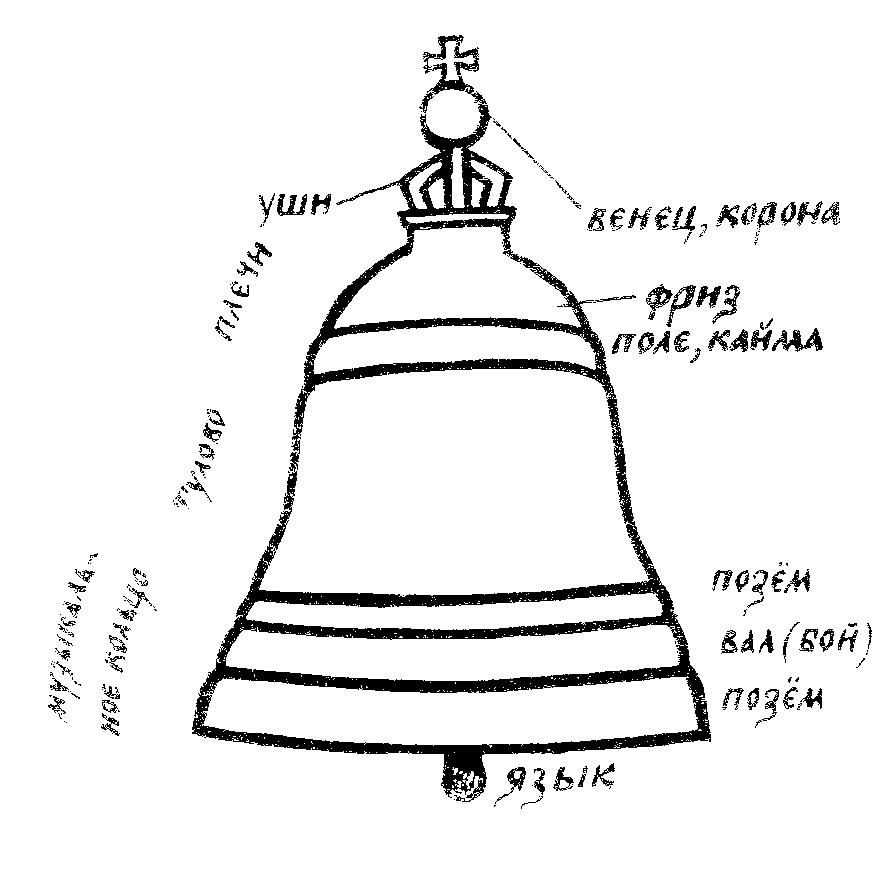 уши
венец, корона
плечи
фриз
поле, кайма
тулово
позём
музыкаль-
ное кольцо
вал (бой)
позём
язык